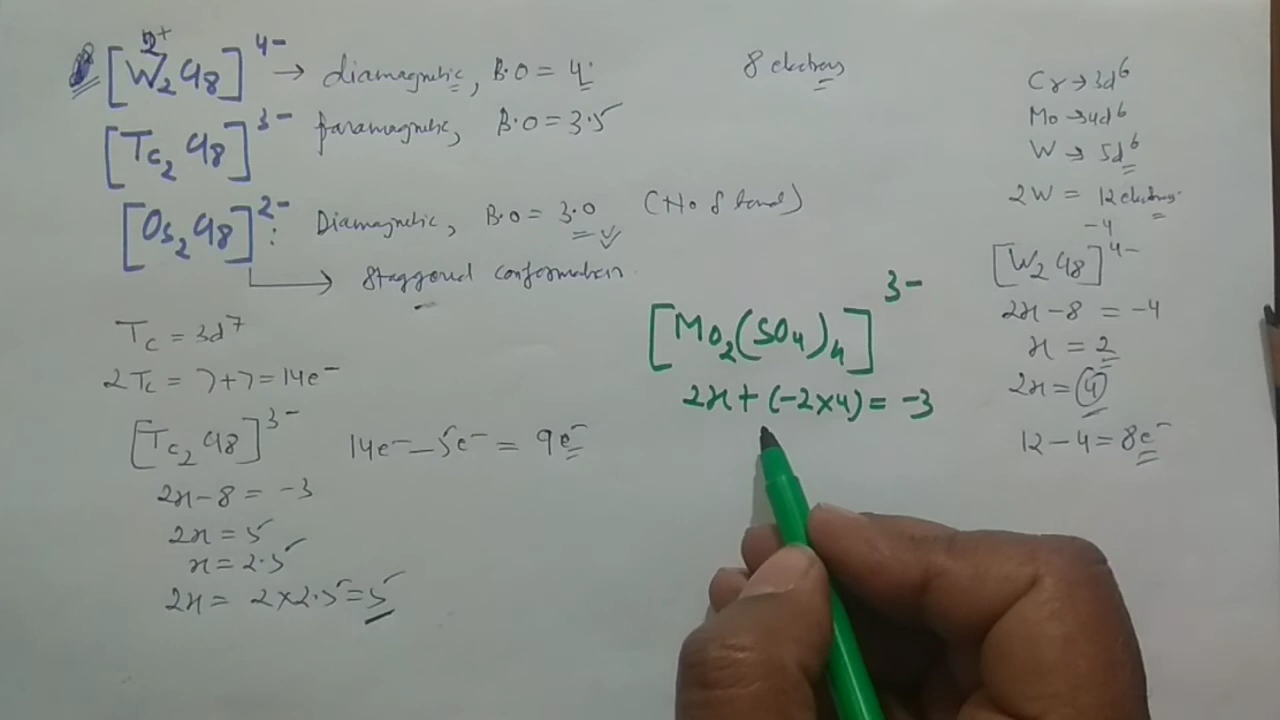 [W₂Cl₈]⁴⁻ → diamagnetic, B.O = 4.
2+
8 electrons
[Tc₂Cl₈]³⁻ paramagnetic, B.O = 3.5
[Os₂Cl₈]²⁻: Diamagnetic, B.O = 3.0 (No δ bond)
→ Staggered conformation
Tc = 3d⁷
2Tc = 7+7 = 14e⁻
[Tc₂Cl₈]³⁻ 14e⁻ – 5e⁻ = 9e⁻
2x – 8 = –3
2x = 5
x = 2.5
2x = 2×2.5 = 5
[Mo₂(SO₄)₄]³⁻
2x + (–2×4) = –3
Cr → 3d⁶
Mo → 4d⁶
W → 5d⁶
2W = 12 electrons
–4
[W₂Cl₈]⁴⁻
2x – 8 = –4
x = 2
2x = 4
12 – 4 = 8e⁻